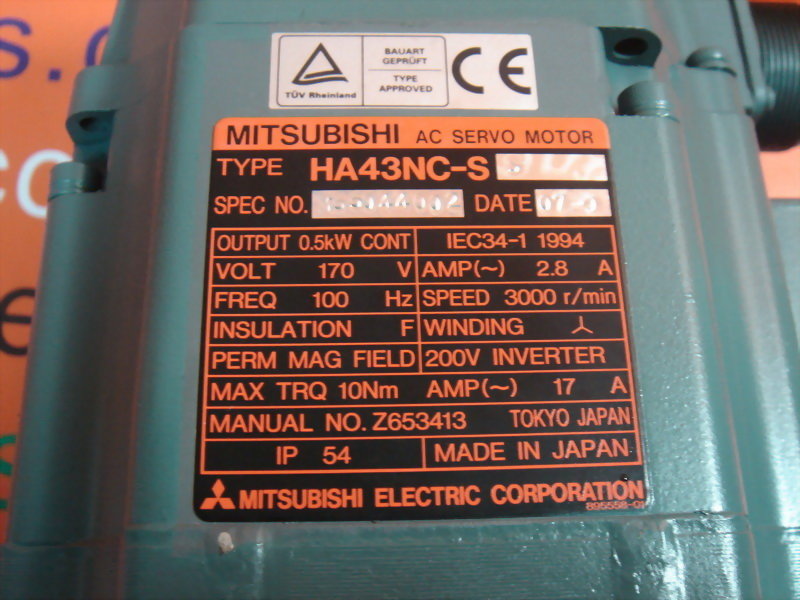 TÜV Rheinland
BAUART
GEPRÜFT
TYPE
APPROVED
CE
MITSUBISHI AC SERVO MOTOR
TYPE HA43NC-S
SPEC NO. DATE
OUTPUT 0.5kW CONT IEC34-1 1994
VOLT 170 V AMP(~) 2.8 A
FREQ 100 Hz SPEED 3000 r/min
INSULATION F WINDING
PERM MAG FIELD 200V INVERTER
MAX TRQ 10Nm AMP(~) 17 A
MANUAL NO. Z653413 TOKYO JAPAN
IP 54 MADE IN JAPAN
MITSUBISHI ELECTRIC CORPORATION
895558-01